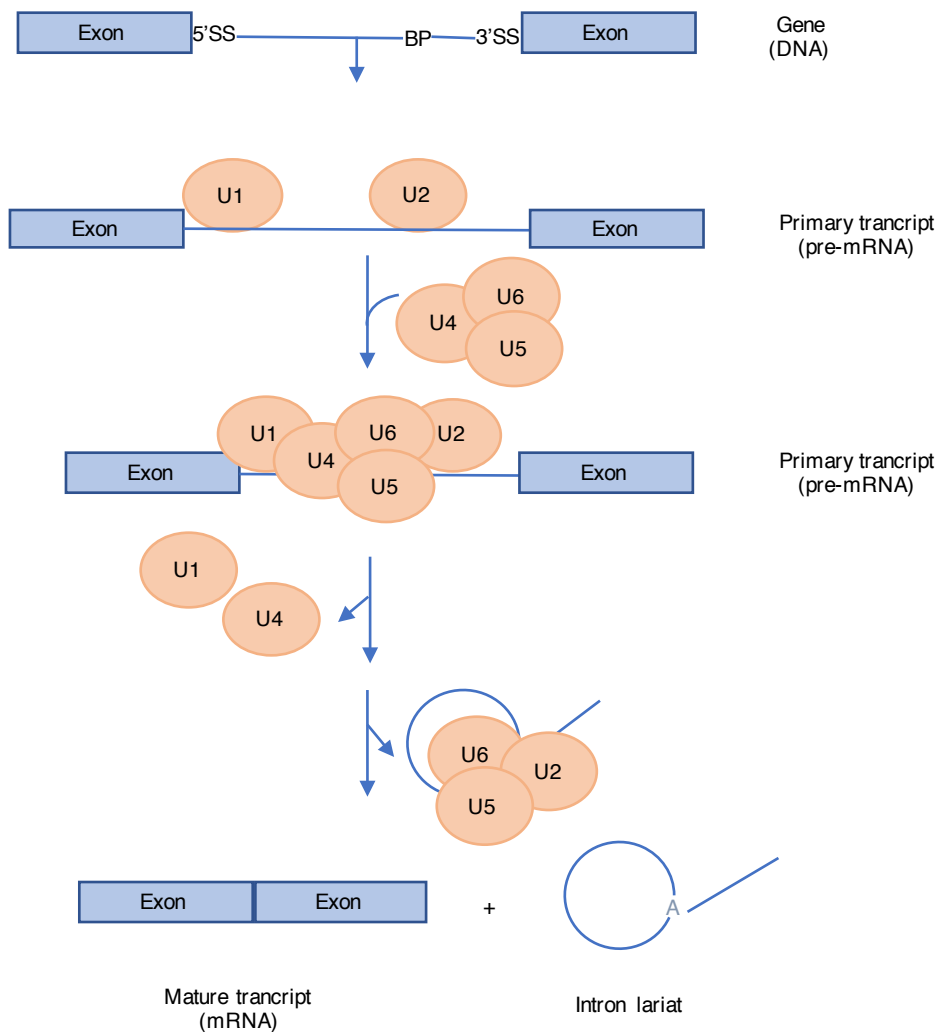 Exon 5’SS BP 3’SS Exon Gene
(DNA)
U1 U2
Exon Exon Primary trancript
(pre-mRNA)
U6
U4
U5
U1 U6 U2
U4
Exon Exon Primary trancript
U5 (pre-mRNA)
U1
U4
U6 U2
U5
Exon Exon + A
Mature trancript Intron lariat
(mRNA)